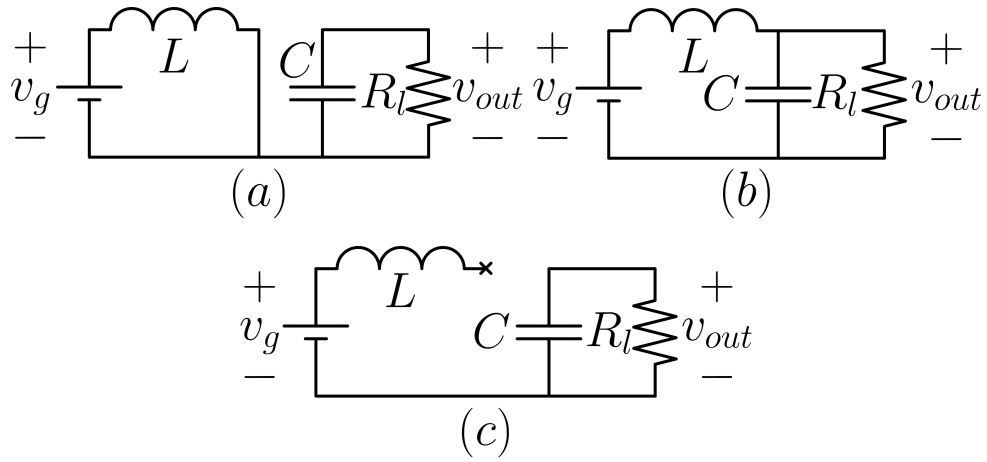 + L C + + L +
v_g R_l v_out v_g C R_l v_out
− − − −
(a) (b)
+ L +
v_g C R_l v_out
− −
(c)